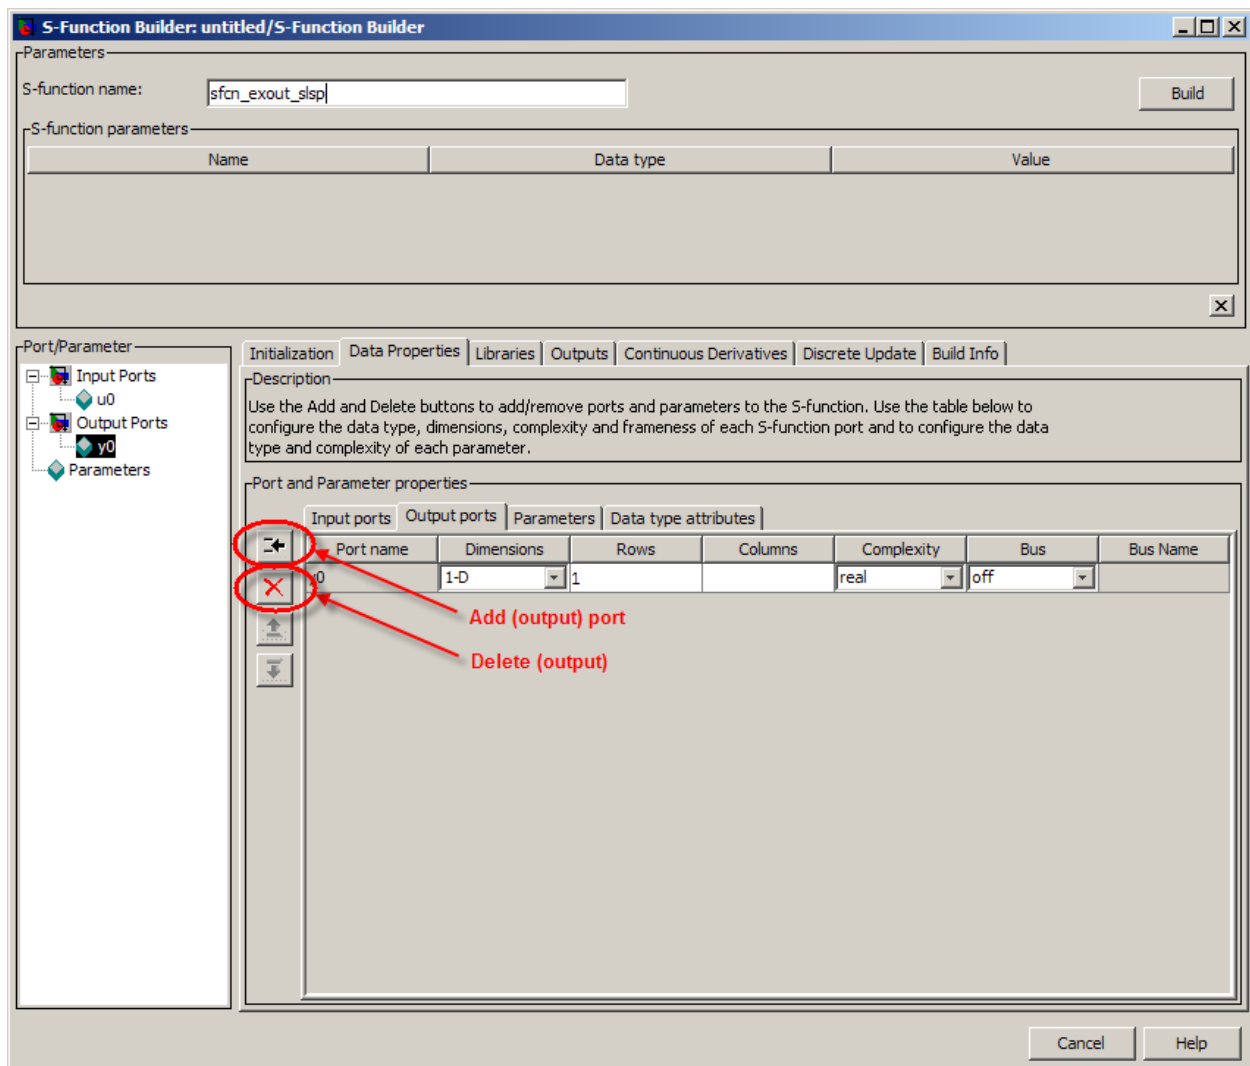 S-Function Builder: untitled/S-Function Builder
Parameters
S-function name: sfcn_exout_slsp Build
S-function parameters
Name Data type Value
Port/Parameter
Input Ports
u0
Output Ports
y0
Parameters
Initialization Data Properties Libraries Outputs Continuous Derivatives Discrete Update Build Info
Description
Use the Add and Delete buttons to add/remove ports and parameters to the S-function. Use the table below to
configure the data type, dimensions, complexity and frameness of each S-function port and to configure the data
type and complexity of each parameter.
Port and Parameter properties
Input ports Output ports Parameters Data type attributes
Port name Dimensions Rows Columns Complexity Bus Bus Name
y0 1-D 1 real off
Add (output) port
Delete (output)
Cancel Help